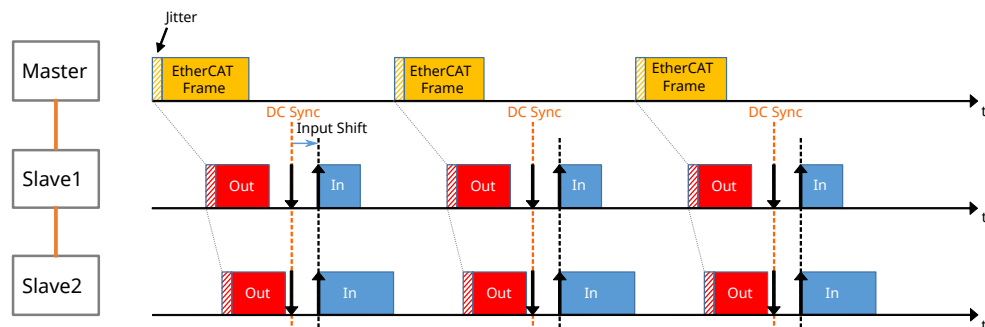 Jitter
Master
EtherCAT
Frame
EtherCAT
Frame
EtherCAT
Frame
t
DC Sync
DC Sync
DC Sync
Input Shift
Slave1
Out
In
Out
In
Out
In
t
Slave2
Out
In
Out
In
Out
In
t